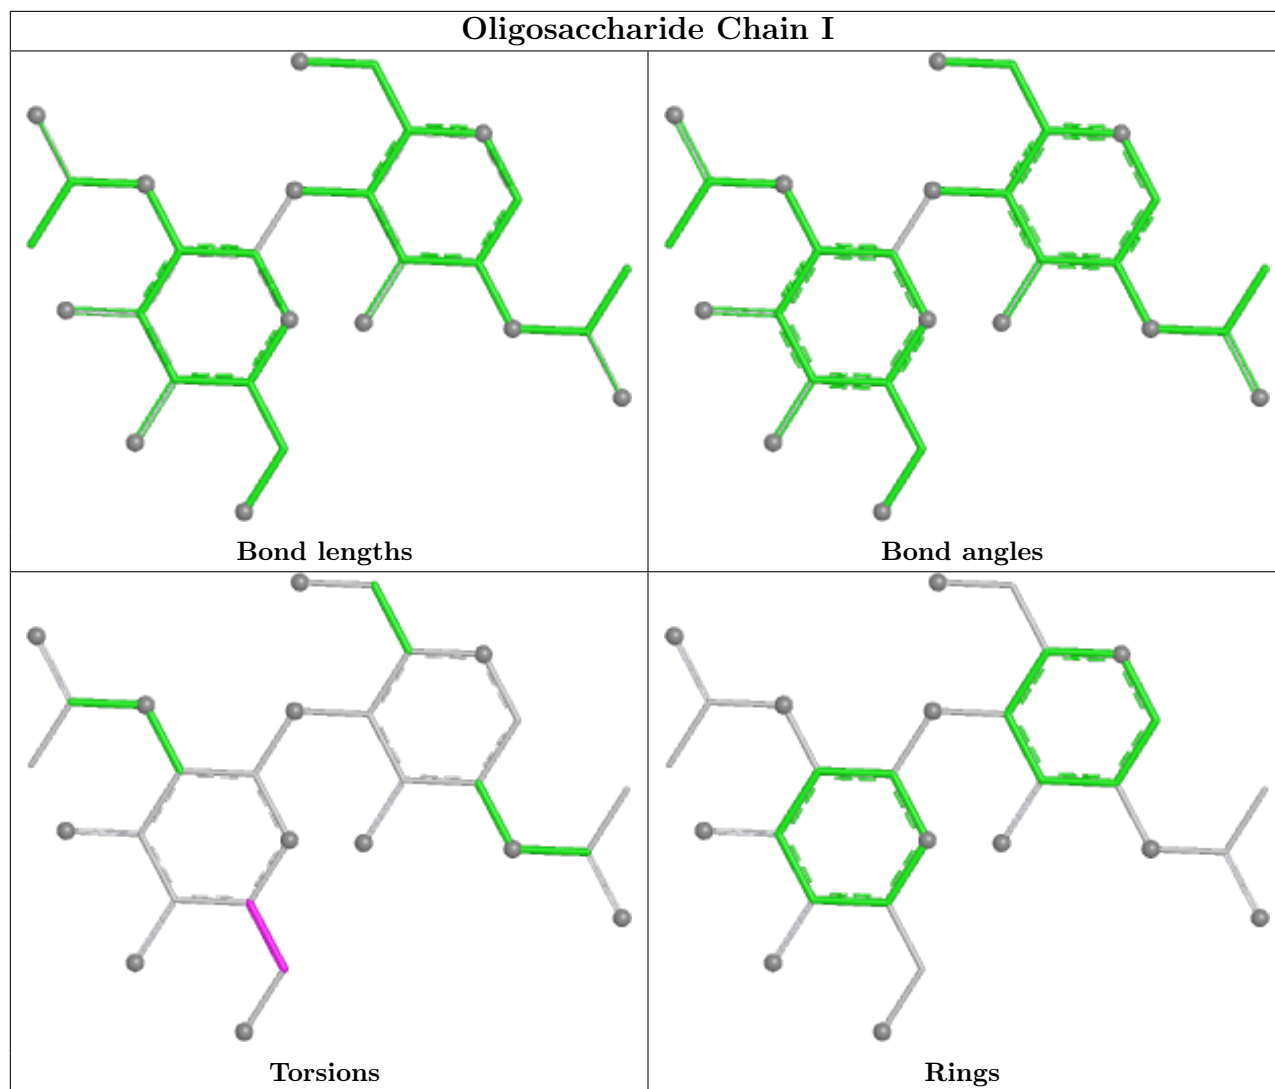 Oligosaccharide Chain I
Bond lengths
Bond angles
Torsions
Rings